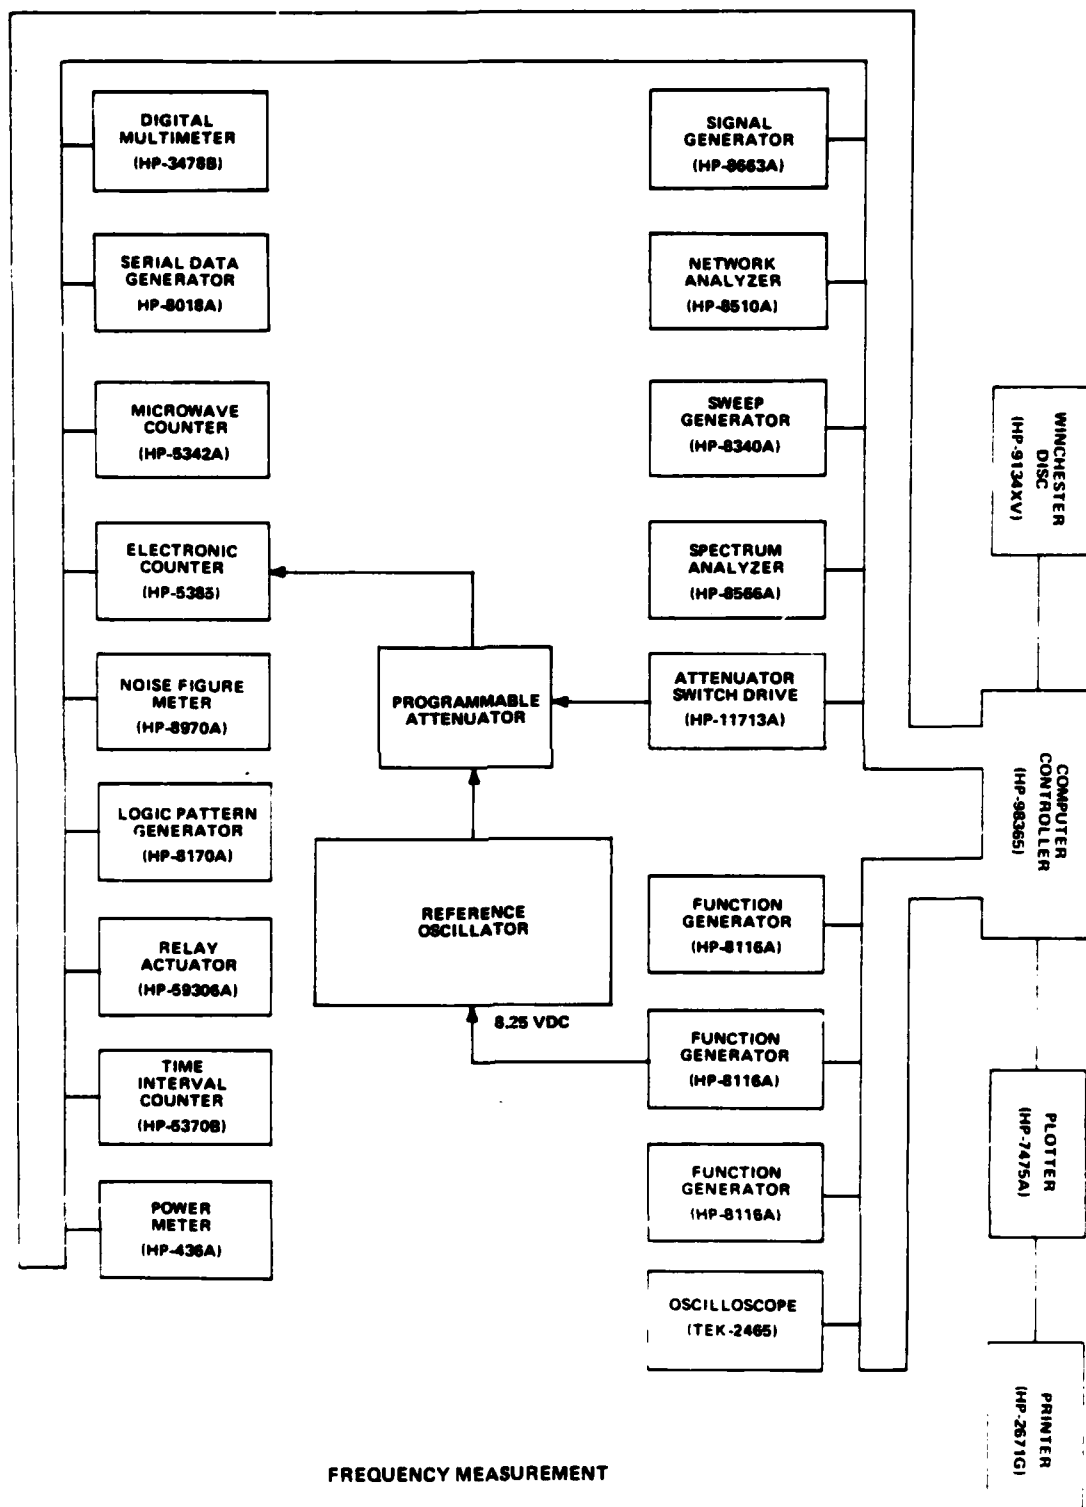 DIGITAL
MULTIMETER
(HP-3478B)
SERIAL DATA
GENERATOR
HP-8018A)
MICROWAVE
COUNTER
(HP-5342A)
ELECTRONIC
COUNTER
(HP-5385)
NOISE FIGURE
METER
(HP-8970A)
LOGIC PATTERN
GENERATOR
(HP-8170A)
RELAY
ACTUATOR
(HP-59306A)
TIME
INTERVAL
COUNTER
(HP-5370B)
POWER
METER
(HP-436A)
PROGRAMMABLE
ATTENUATOR
REFERENCE
OSCILLATOR
8.25 VDC
SIGNAL
GENERATOR
(HP-8663A)
NETWORK
ANALYZER
(HP-8510A)
SWEEP
GENERATOR
(HP-8340A)
SPECTRUM
ANALYZER
(HP-8566A)
ATTENUATOR
SWITCH DRIVE
(HP-11713A)
FUNCTION
GENERATOR
(HP-8116A)
FUNCTION
GENERATOR
(HP-8116A)
FUNCTION
GENERATOR
(HP-8116A)
OSCILLOSCOPE
(TEK-2465)
WINCHESTER
DISC
(HP-9134XV)
COMPUTER
CONTROLLER
(HP-98365)
PLOTTER
(HP-7475A)
PRINTER
(HP-2671G)
FREQUENCY MEASUREMENT